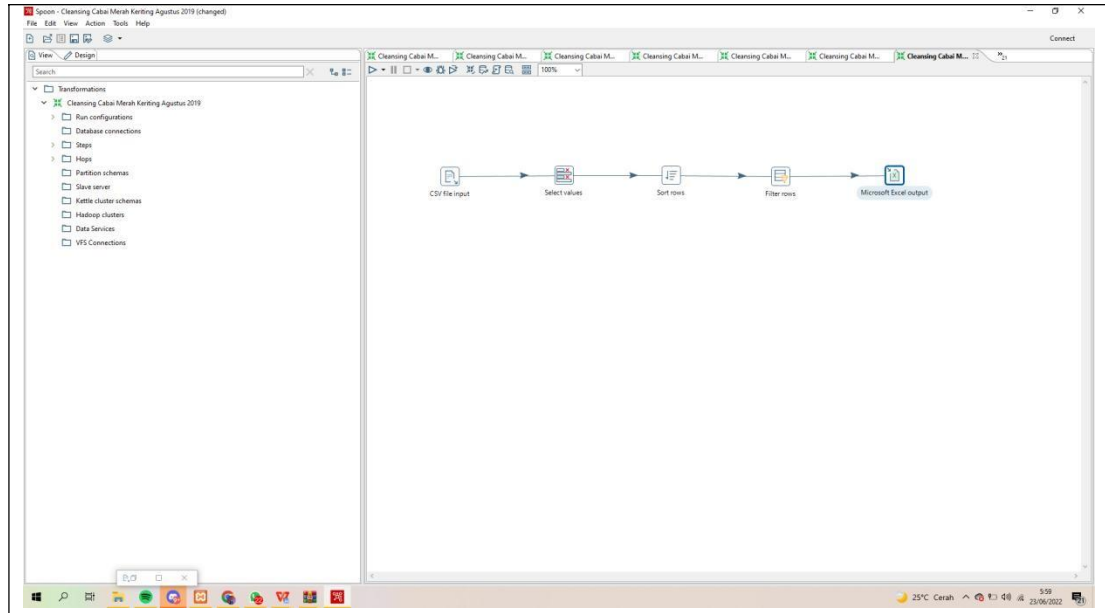 Spoon - Cleansing Cabai Merah Keriting Agustus 2019 (changed)
File Edit View Action Tools Help
Connect
View Design
Cleansing Cabai M... Cleansing Cabai M... Cleansing Cabai M... Cleansing Cabai M... Cleansing Cabai M... Cleansing Cabai M... Cleansing Cabai M... »21
Search
100%
Transformations
Cleansing Cabai Merah Keriting Agustus 2019
Run configurations
Database connections
Steps
Hops
Partition schemas
Slave server
Kettle cluster schemas
Hadoop clusters
Data Services
VFS Connections
CSV file input Select values Sort rows Filter rows Microsoft Excel output
25°C Cerah
5:59
23/06/2022